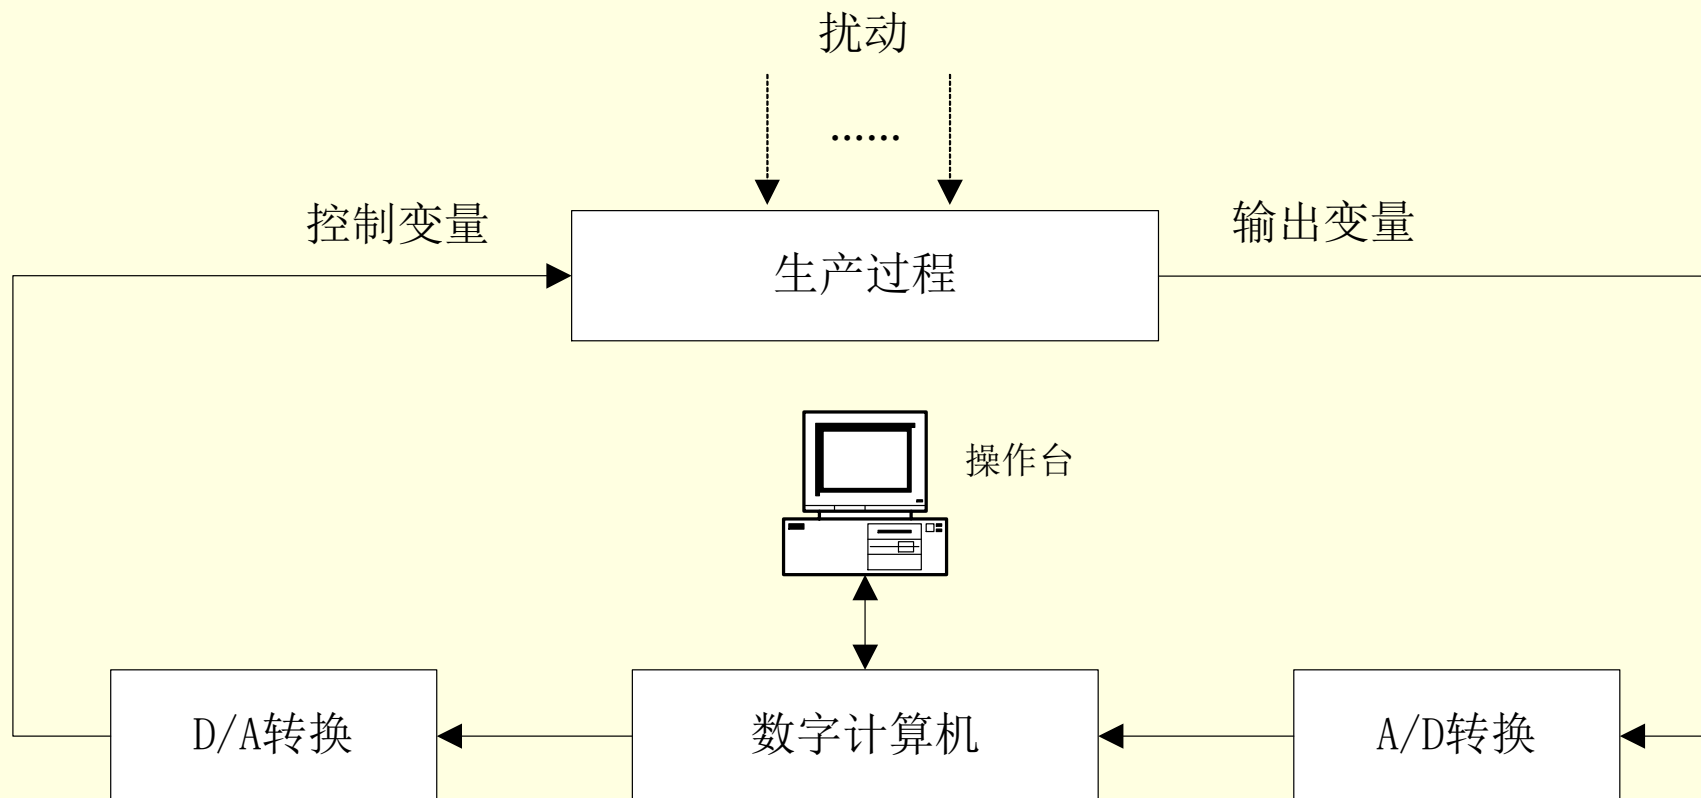 扰动
……
控制变量
输出变量
生产过程
操作台
D/A转换
数字计算机
A/D转换